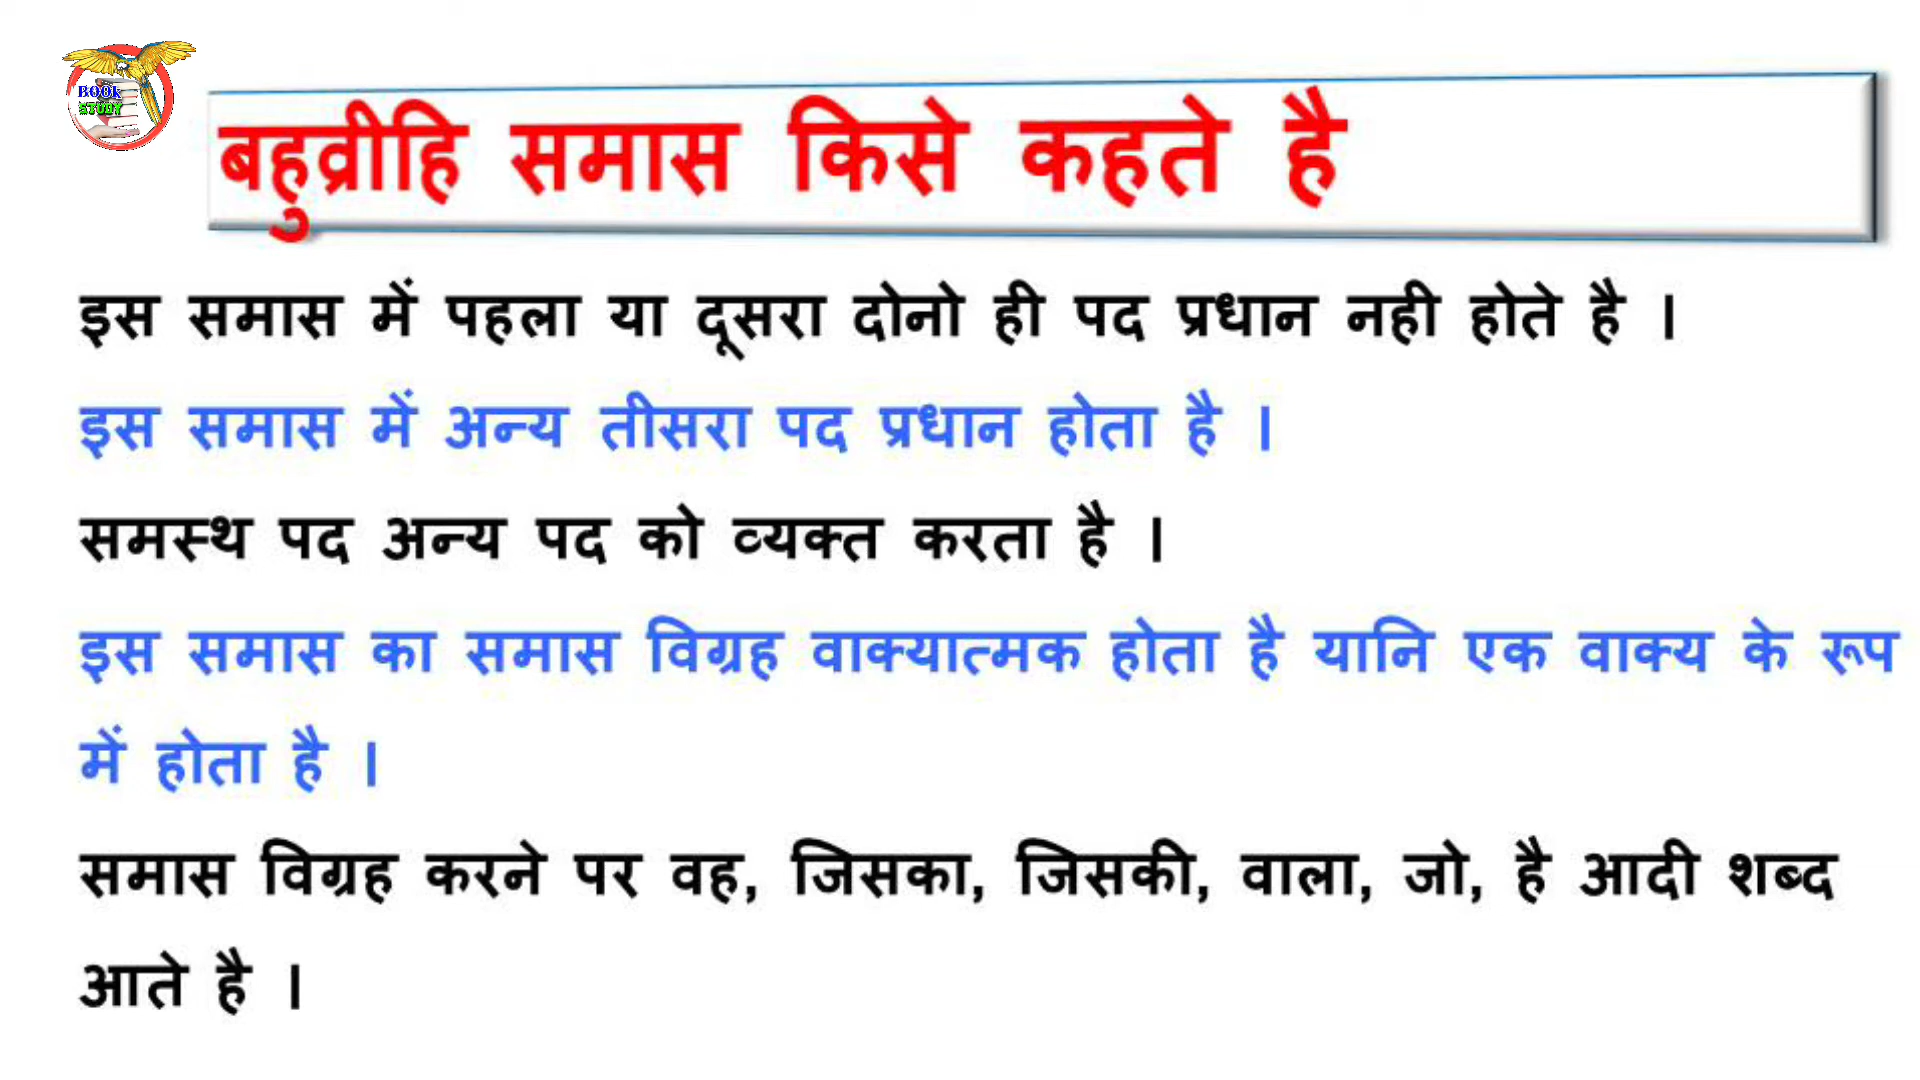 BOOK
STUDY
बहुव्रीहि समास किसे कहते है
इस समास में पहला या दूसरा दोनो ही पद प्रधान नही होते है ।
इस समास में अन्य तीसरा पद प्रधान होता है ।
समस्थ पद अन्य पद को व्यक्त करता है ।
इस समास का समास विग्रह वाक्यात्मक होता है यानि एक वाक्य के रूप
में होता है ।
समास विग्रह करने पर वह, जिसका, जिसकी, वाला, जो, है आदी शब्द
आते है ।